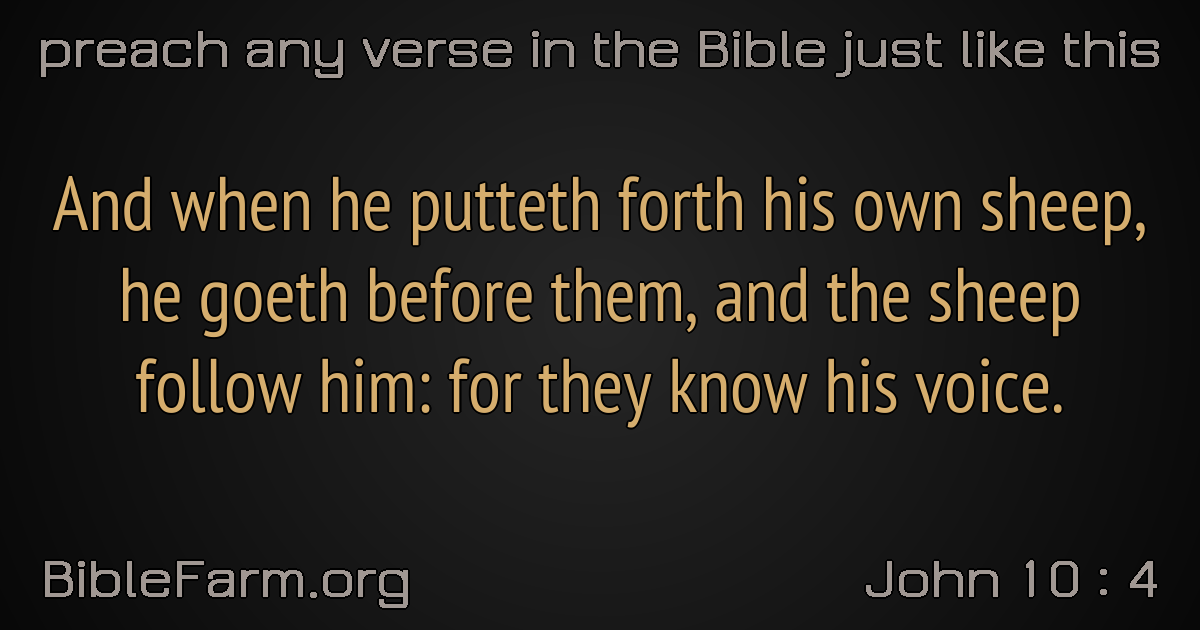 preach any verse in the Bible just like this
And when he putteth forth his own sheep,
he goeth before them, and the sheep
follow him: for they know his voice.
BibleFarm.org
John 10 : 4